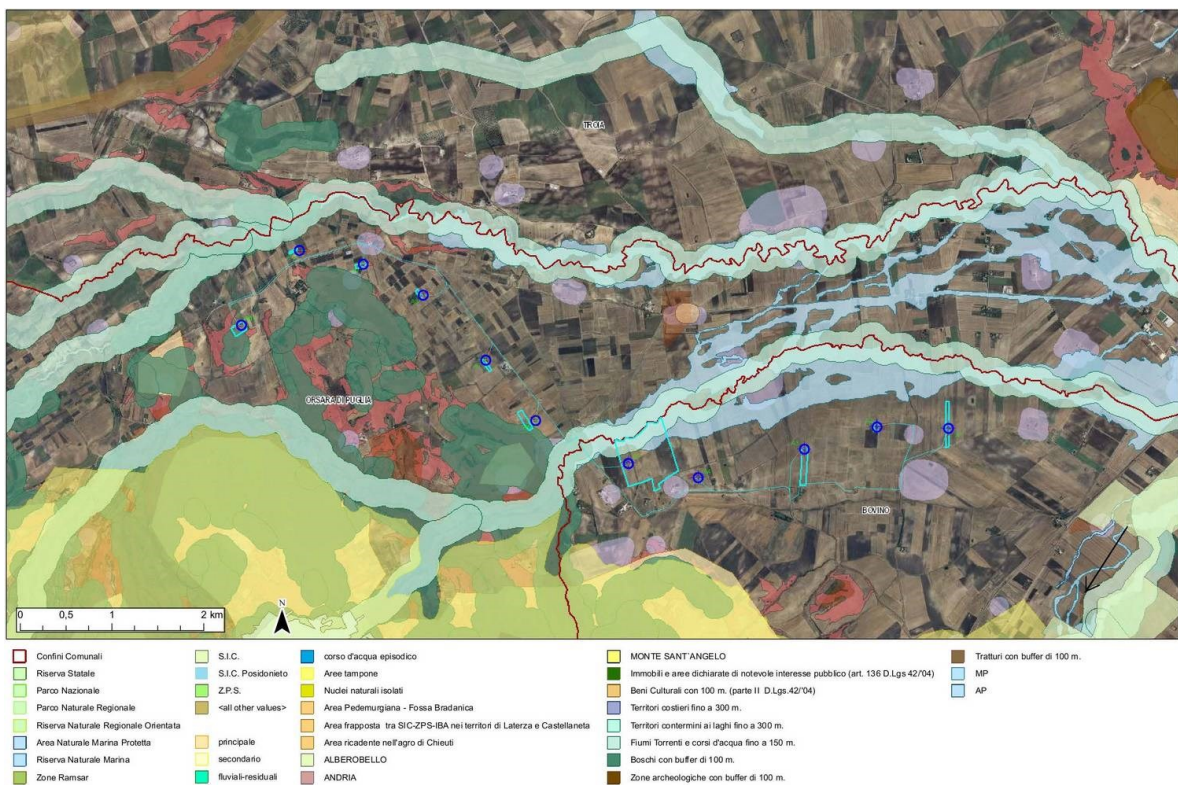 TROIA
ORSARA DI PUGLIA
BOVINO
N
0 0,5 1 2 km
Confini Comunali
Riserva Statale
Parco Nazionale
Parco Naturale Regionale
Riserva Naturale Regionale Orientata
Area Naturale Marina Protetta
Riserva Naturale Marina
Zone Ramsar
S.I.C.
S.I.C. Posidonieto
Z.P.S.
<all other values>
principale
secondario
fluviali-residuali
corso d'acqua episodico
Aree tampone
Nuclei naturali isolati
Area Pedemurgiana - Fossa Bradanica
Area frapposta tra SIC-ZPS-IBA nei territori di Laterza e Castellaneta
Area ricadente nell'agro di Chieuti
ALBEROBELLO
ANDRIA
MONTE SANT'ANGELO
Immobili e aree dichiarate di notevole interesse pubblico (art. 136 D.Lgs 42/'04)
Beni Culturali con 100 m. (parte II D.Lgs.42/'04)
Territori costieri fino a 300 m.
Territori contermini ai laghi fino a 300 m.
Fiumi Torrenti e corsi d'acqua fino a 150 m.
Boschi con buffer di 100 m.
Zone archeologiche con buffer di 100 m.
Tratturi con buffer di 100 m.
MP
AP